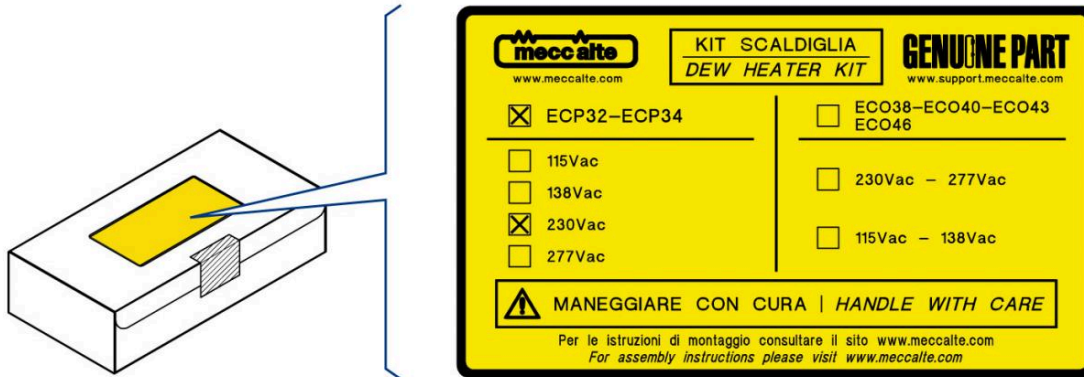 meccalte
www.meccalte.com
KIT SCALDIGLIA
DEW HEATER KIT
GENUINE PART
www.support.meccalte.com
ECP32-ECP34
115Vac
138Vac
230Vac
277Vac
ECO38-ECO40-ECO43
ECO46
230Vac - 277Vac
115Vac - 138Vac
MANEGGIARE CON CURA | HANDLE WITH CARE
Per le istruzioni di montaggio consultare il sito www.meccalte.com
For assembly instructions please visit www.meccalte.com